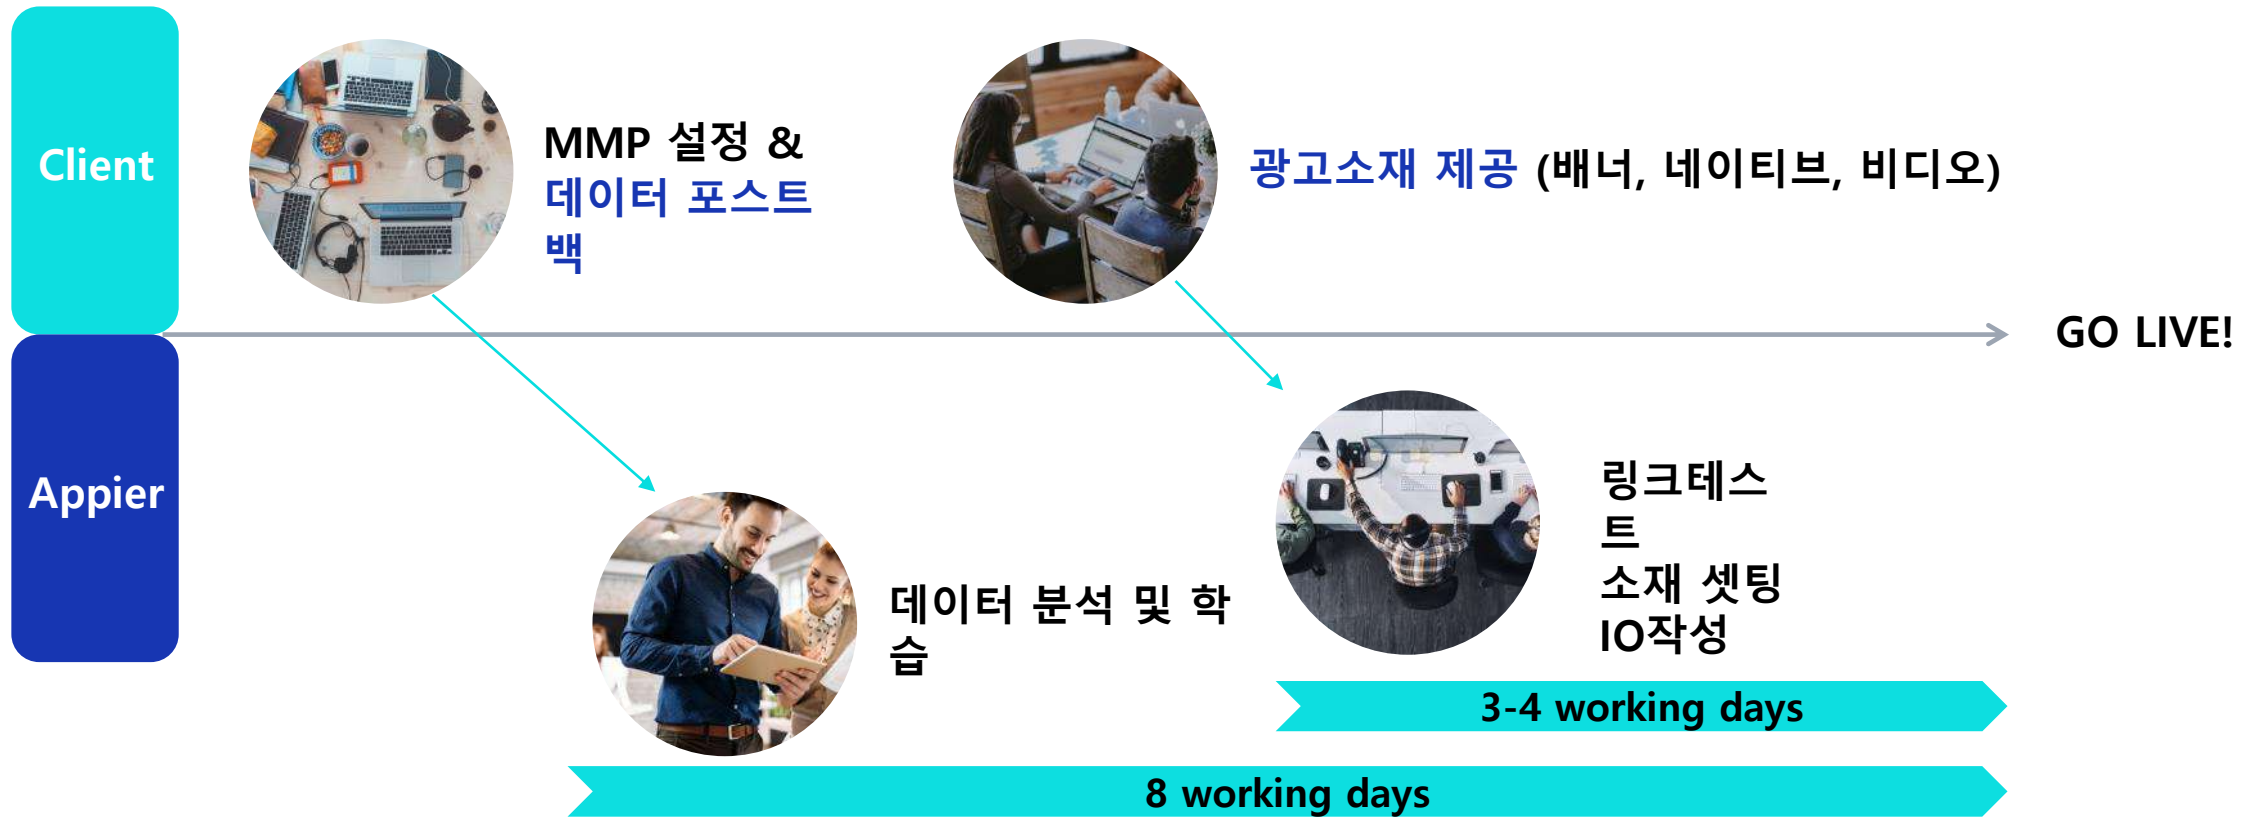 Client
MMP 설정 &
데이터 포스트
백
광고소재 제공 (배너, 네이티브, 비디오)
GO LIVE!
Appier
데이터 분석 및 학
습
링크테스
트
소재 셋팅
IO작성
3-4 working days
8 working days